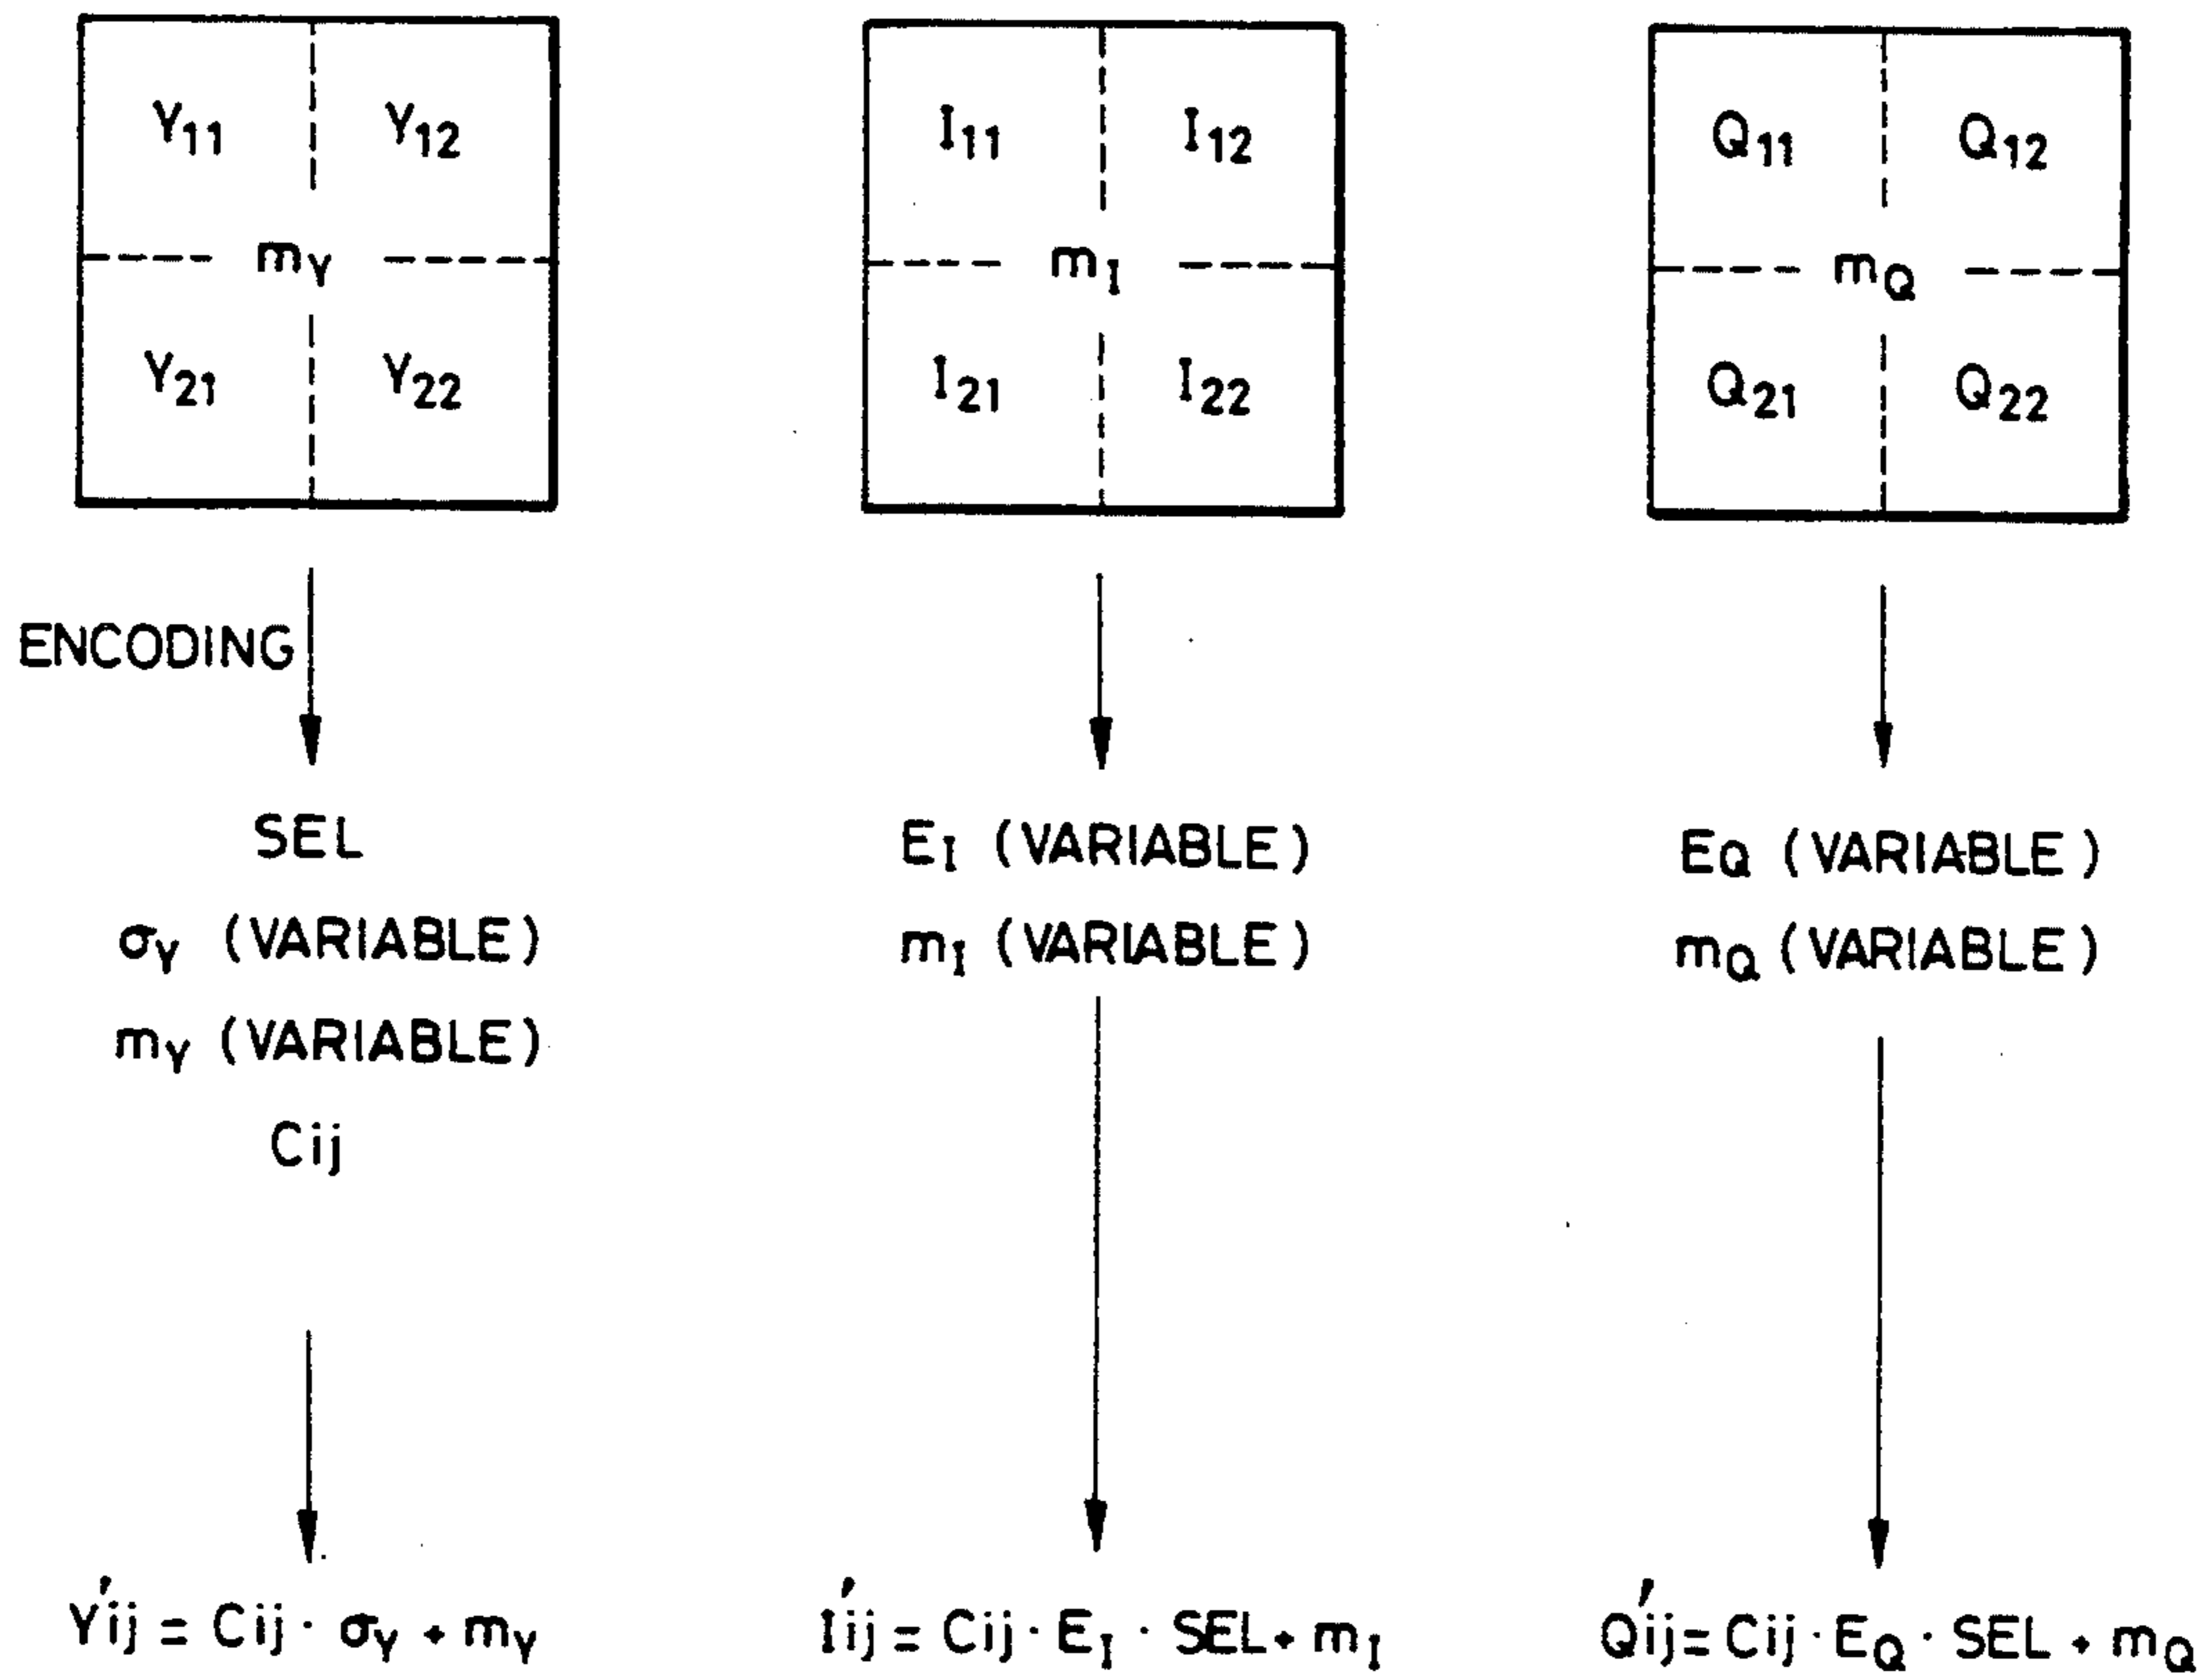 Y11 Y12
mY
Y21 Y22
I11 I12
mI
I21 I22
Q11 Q12
mQ
Q21 Q22
ENCODING
SEL
σY (VARIABLE)
mY (VARIABLE)
Cij
EI (VARIABLE)
mI (VARIABLE)
EQ (VARIABLE)
mQ (VARIABLE)
Y'ij = Cij · σY + mY
I'ij = Cij · EI · SEL + mI
Q'ij = Cij · EQ · SEL + mQ